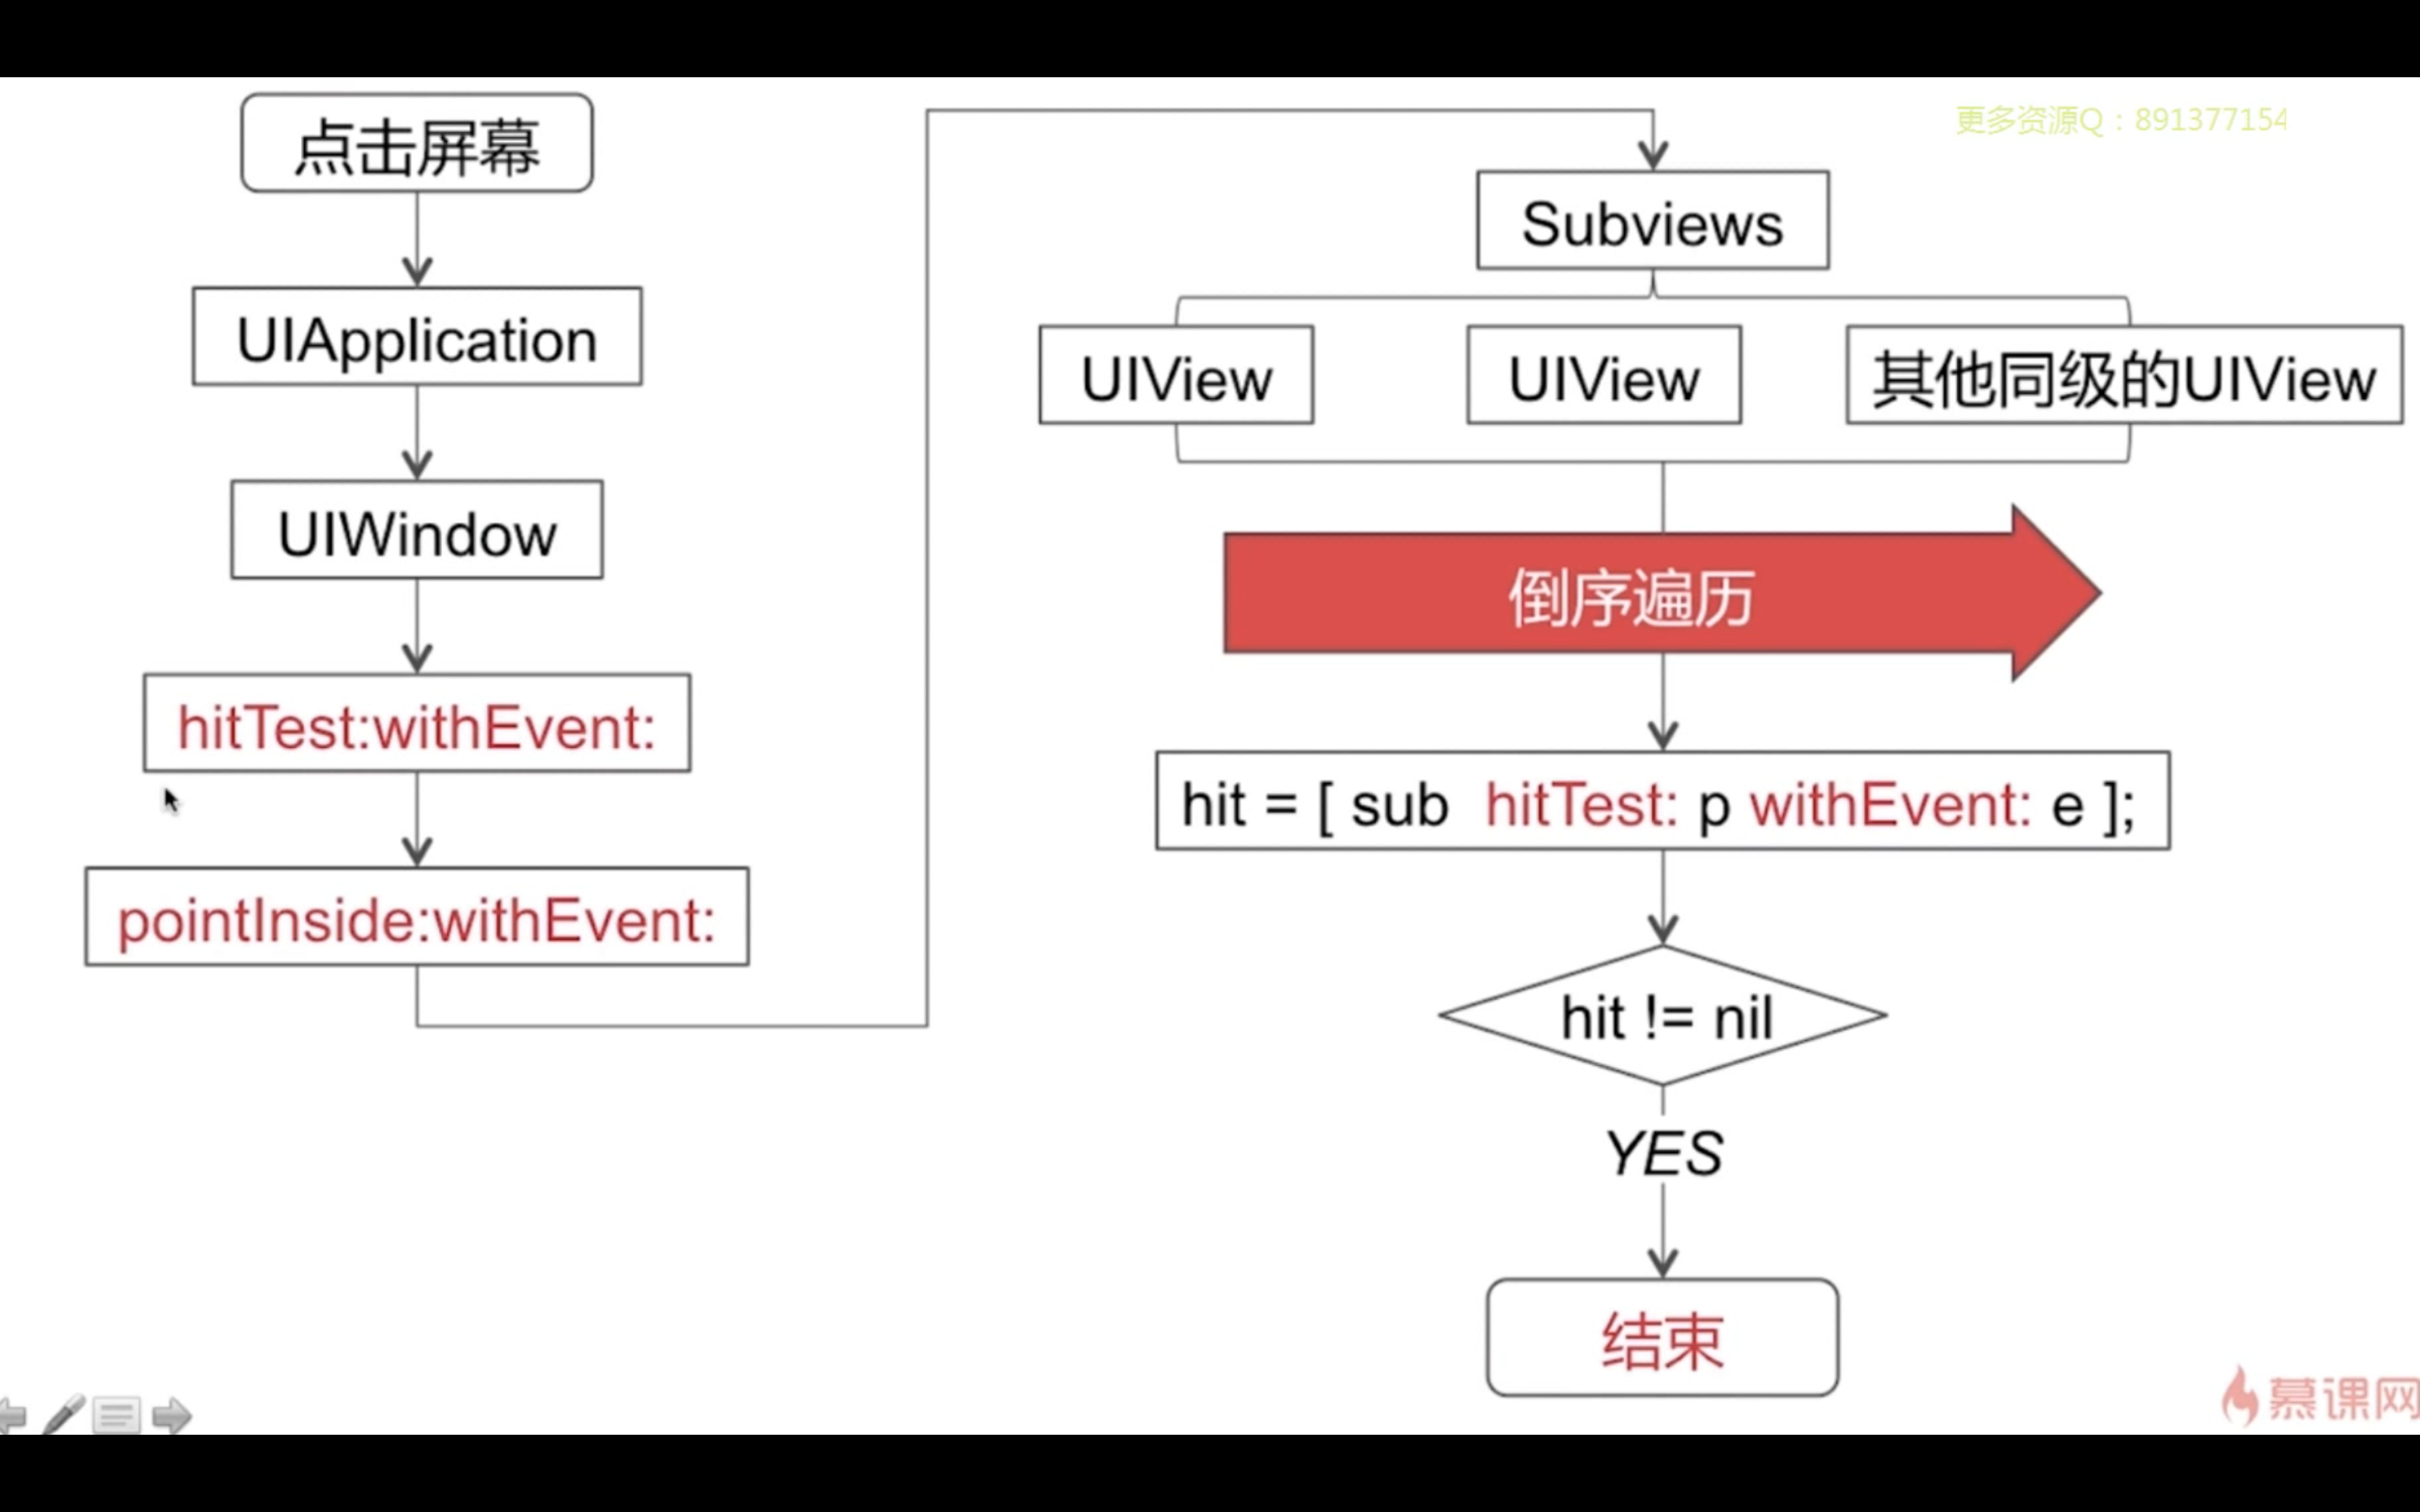 点击屏幕
UIApplication
UIWindow
hitTest:withEvent:
pointInside:withEvent:
更多资源Q：891377154
Subviews
UIView
UIView
其他同级的UIView
倒序遍历
hit = [ sub hitTest: p withEvent: e ];
hit != nil
YES
结束
慕课网